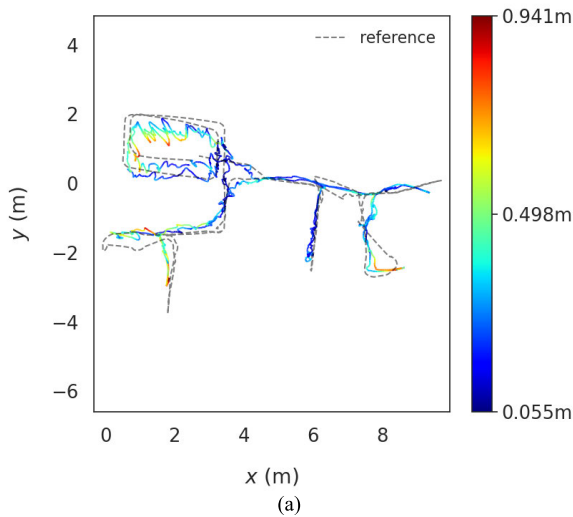 reference
0.941m
0.498m
0.055m
4
2
0
−2
−4
−6
y (m)
0 2 4 6 8
x (m)
(a)